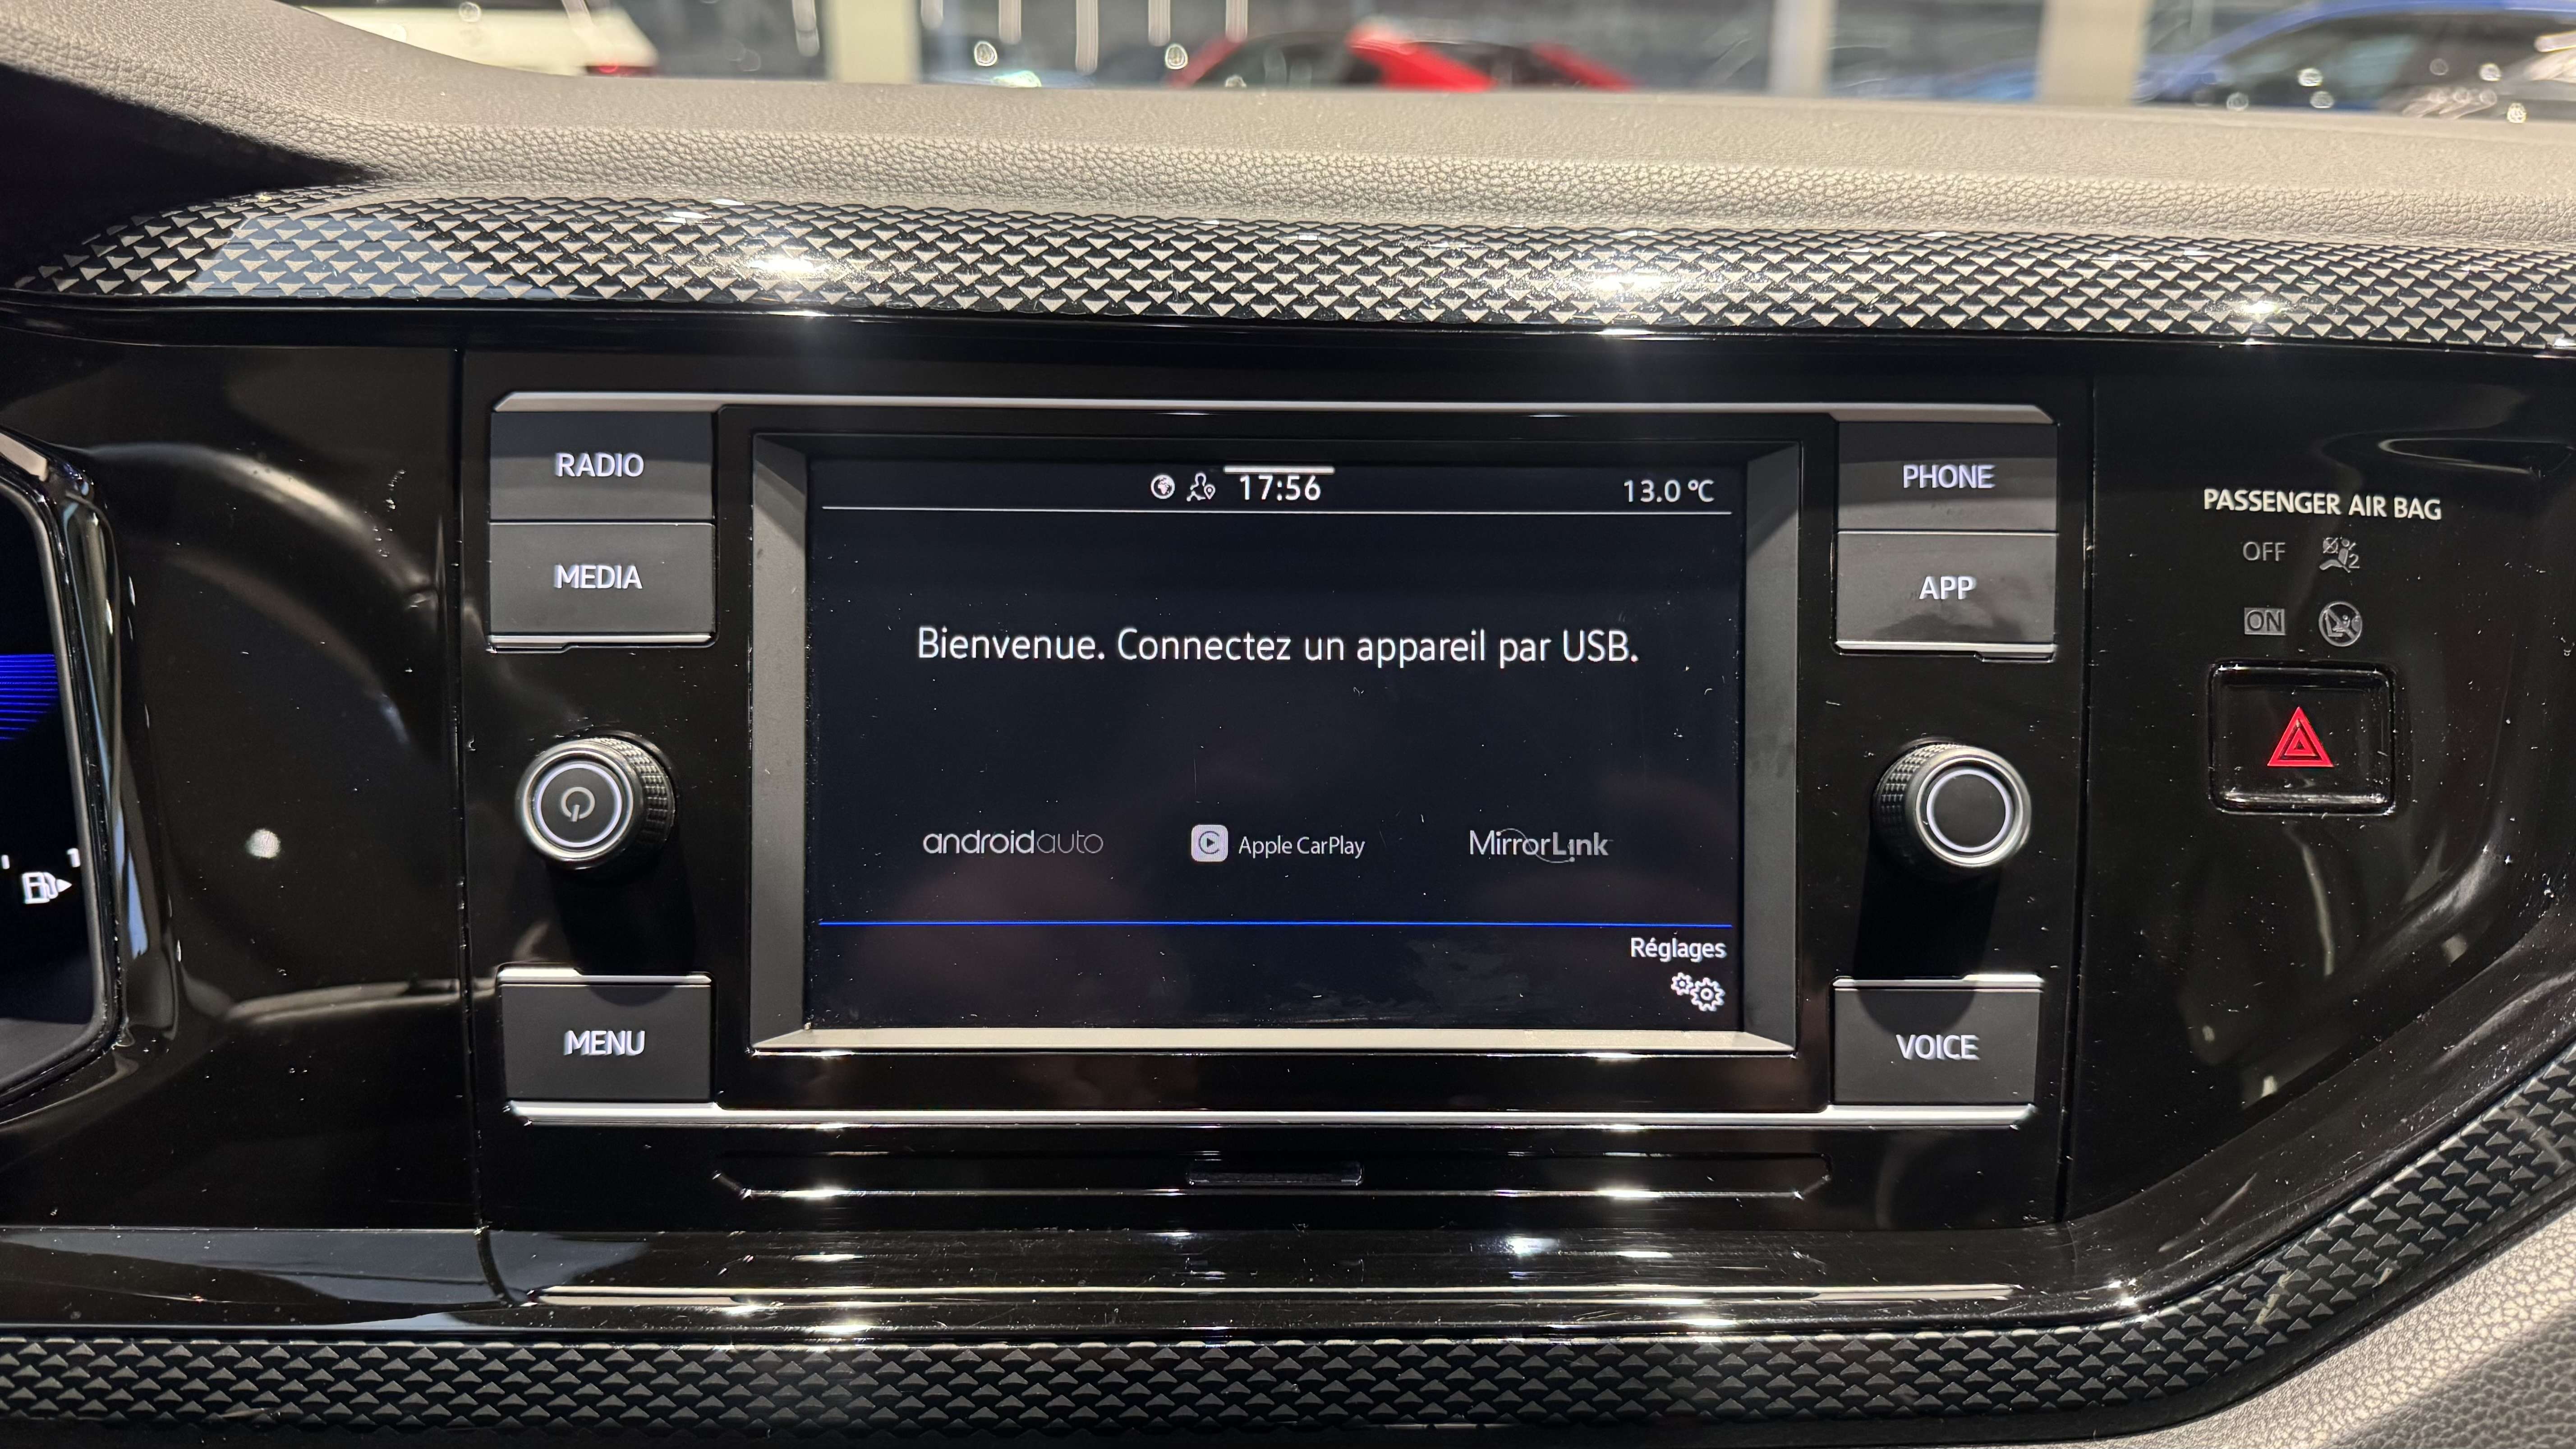 RADIO
MEDIA
MENU
17:56
13.0 °C
Bienvenue. Connectez un appareil par USB.
androidauto
Apple CarPlay
MirrorLink
Réglages
PHONE
APP
VOICE
PASSENGER AIR BAG
OFF
2
ON